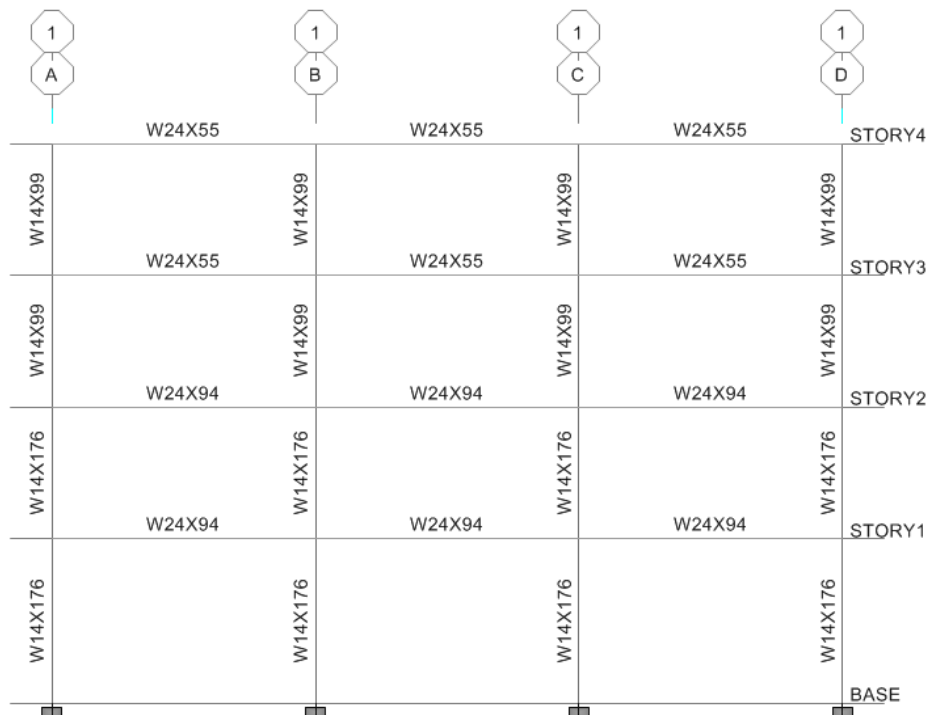 1 1 1 1
A B C D
W24X55 W24X55 W24X55
STORY4
W14X99 W14X99 W14X99 W14X99
W24X55 W24X55 W24X55
STORY3
W14X99 W14X99 W14X99 W14X99
W24X94 W24X94 W24X94
STORY2
W14X176 W14X176 W14X176 W14X176
W24X94 W24X94 W24X94
STORY1
W14X176 W14X176 W14X176 W14X176
BASE